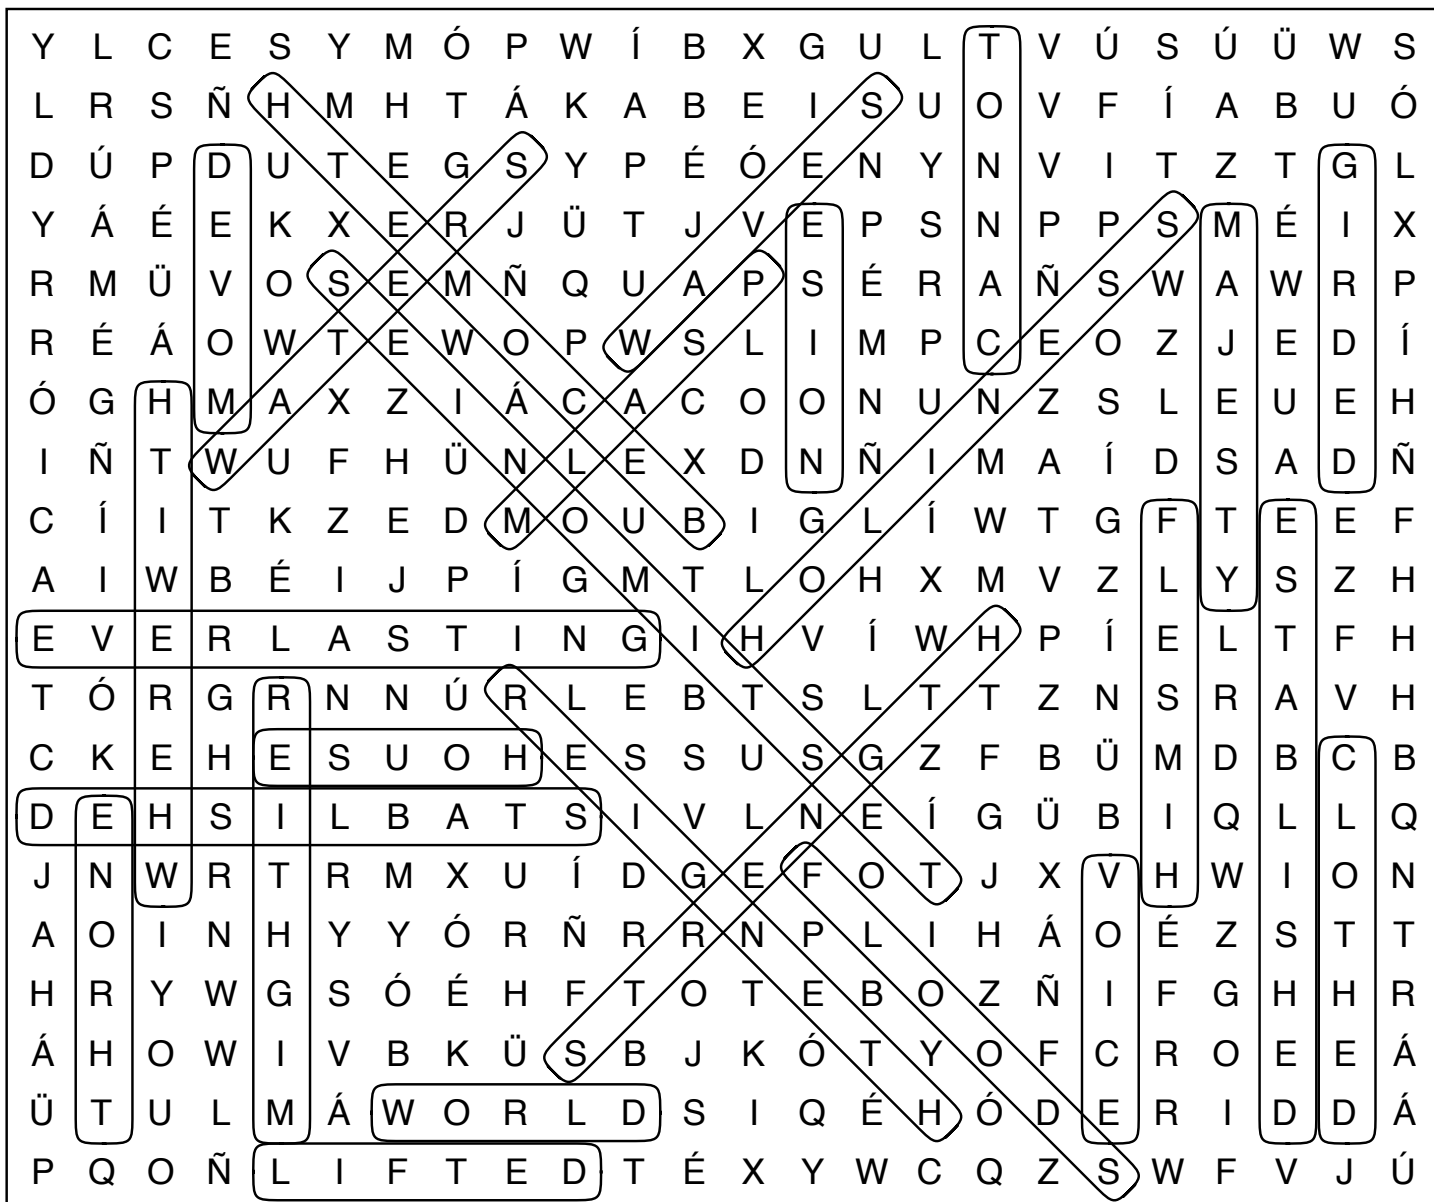 Y L C E S Y M Ó P W Í B X G U L T V Ú S Ú Ü W S
L R S Ñ H M H T Á K A B E I S U O V F Í A B U Ó
D Ú P D U T E G S Y P É Ó E N Y N V I T Z T G L
Y Á É E K X E R J Ü T J V E P S N P P S M É I X
R M Ü V O S E M Ñ Q U A P S É R A Ñ S W A W R P
R É Á O W T E W O P W S L I M P C E O Z J E D Í
Ó G H M A X Z I Á C A C O O N U N Z S L E U E H
I Ñ T W U F H Ü N L E X D N Ñ I M A Í D S A D Ñ
C Í I T K Z E D M O U B I G L Í W T G F T E E F
A I W B É I J P Í G M T L O H X M V Z L Y S Z H
E V E R L A S T I N G I H V Í W H P Í E L T F H
T Ó R G R N N Ú R L E B T S L T T Z N S R A V H
C K E H E S U O H E S S U S G Z F B Ü M D B C B
D E H S I L B A T S I V L N E Í G Ü B I Q L L Q
J N W R T R M X U Í D G E F O T J X V H W I O N
A O I N H Y Y Ó R Ñ R R N P L I H Á O É Z S T T
H R Y W G S Ó É H F T O T E B O Z Ñ I F G H H R
Á H O W I V B K Ü S B J K Ó T Y O F C R O E E Á
Ü T U L M Á W O R L D S I Q É H Ó D E R I D D Á
P Q O Ñ L I F T E D T É X Y W C Q Z S W F V J Ú